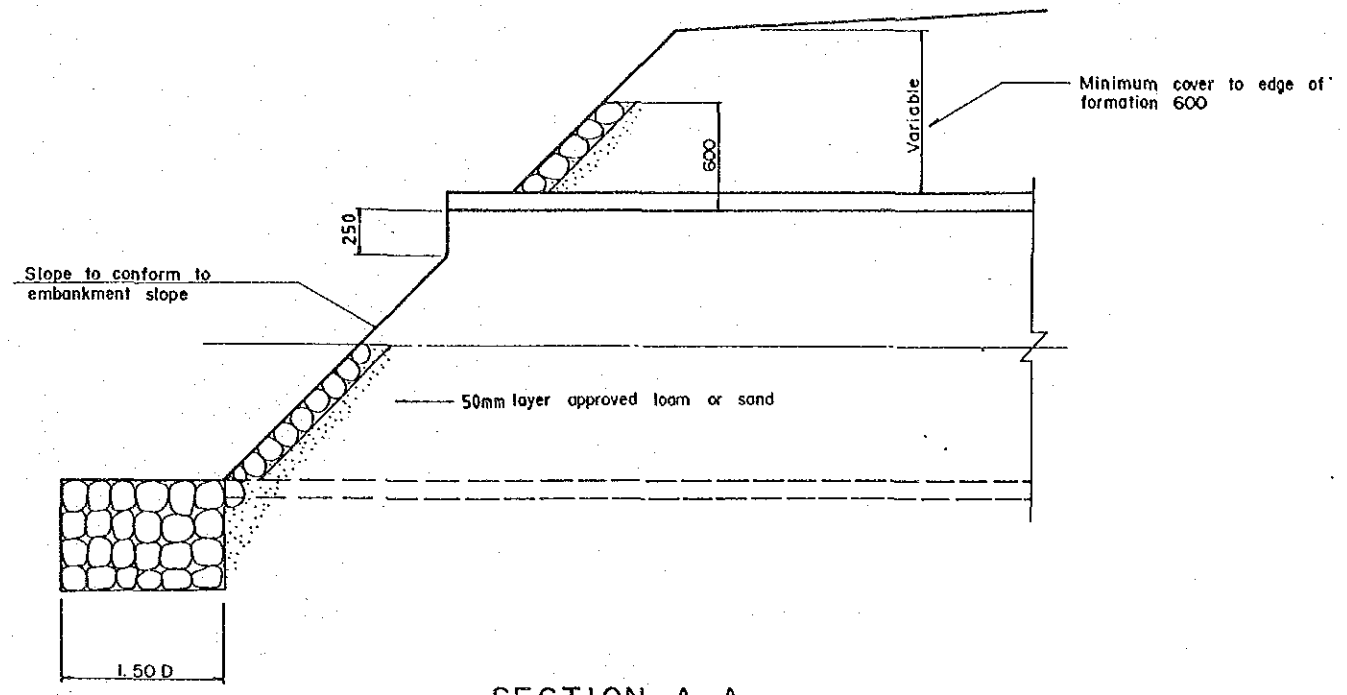 Minimum cover to edge of
formation 600
Variable
600
250
Slope to conform to
embankment slope
50mm layer approved loam or sand
1.50 D
SECTION A A